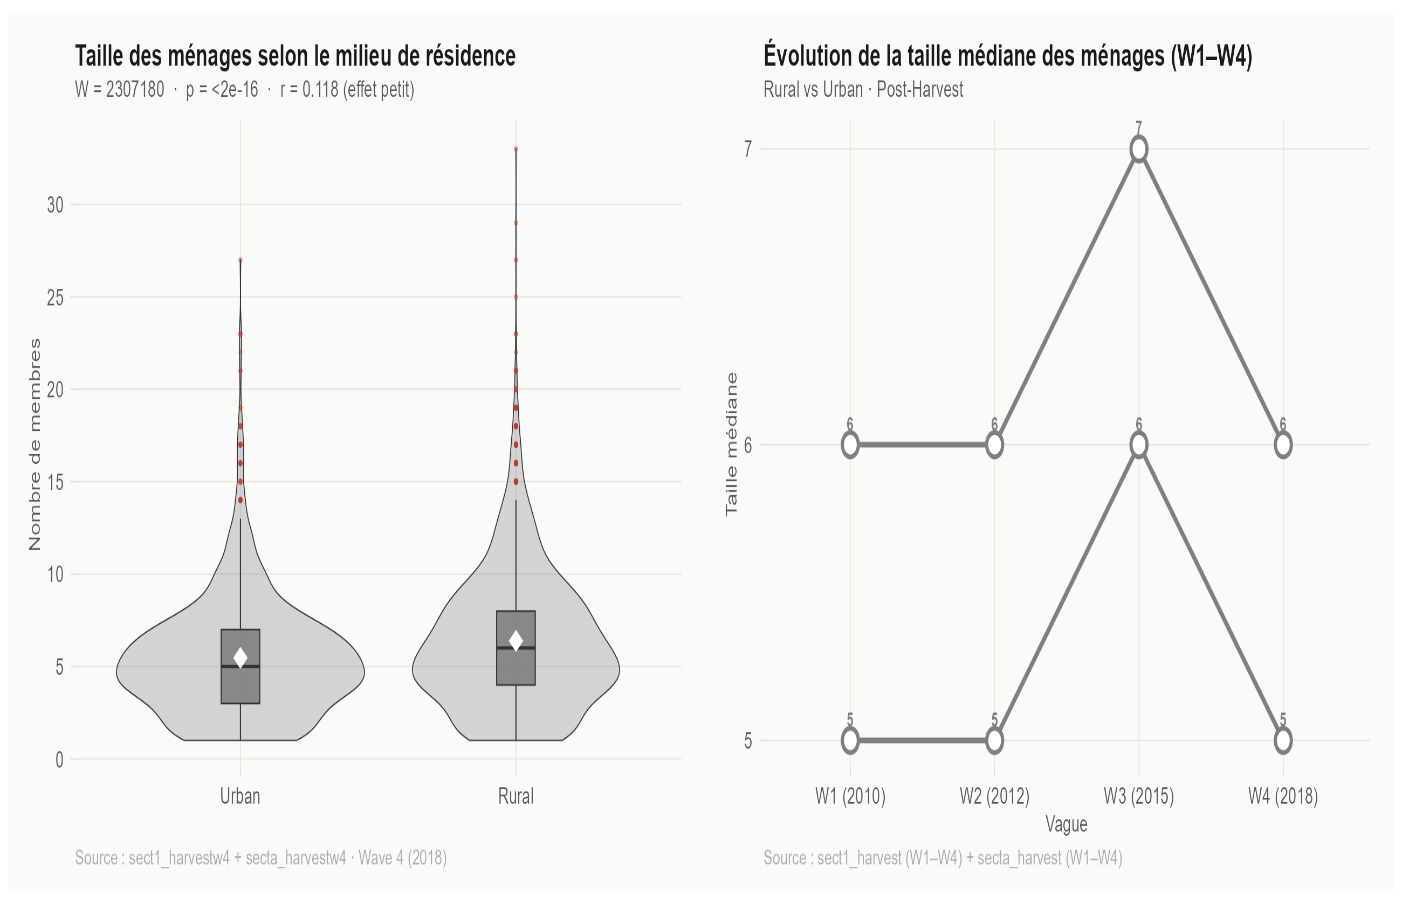 Taille des ménages selon le milieu de résidence
W = 2307180 · p = <2e-16 · r = 0.118 (effet petit)
Nombre de membres
30
25
20
15
10
5
0
Urban
Rural
Source : sect1_harvestw4 + secta_harvestw4 · Wave 4 (2018)
Évolution de la taille médiane des ménages (W1–W4)
Rural vs Urban · Post-Harvest
Taille médiane
7
6
5
7
6
6
6
6
5
5
5
W1 (2010)
W2 (2012)
W3 (2015)
W4 (2018)
Vague
Source : sect1_harvest (W1–W4) + secta_harvest (W1–W4)